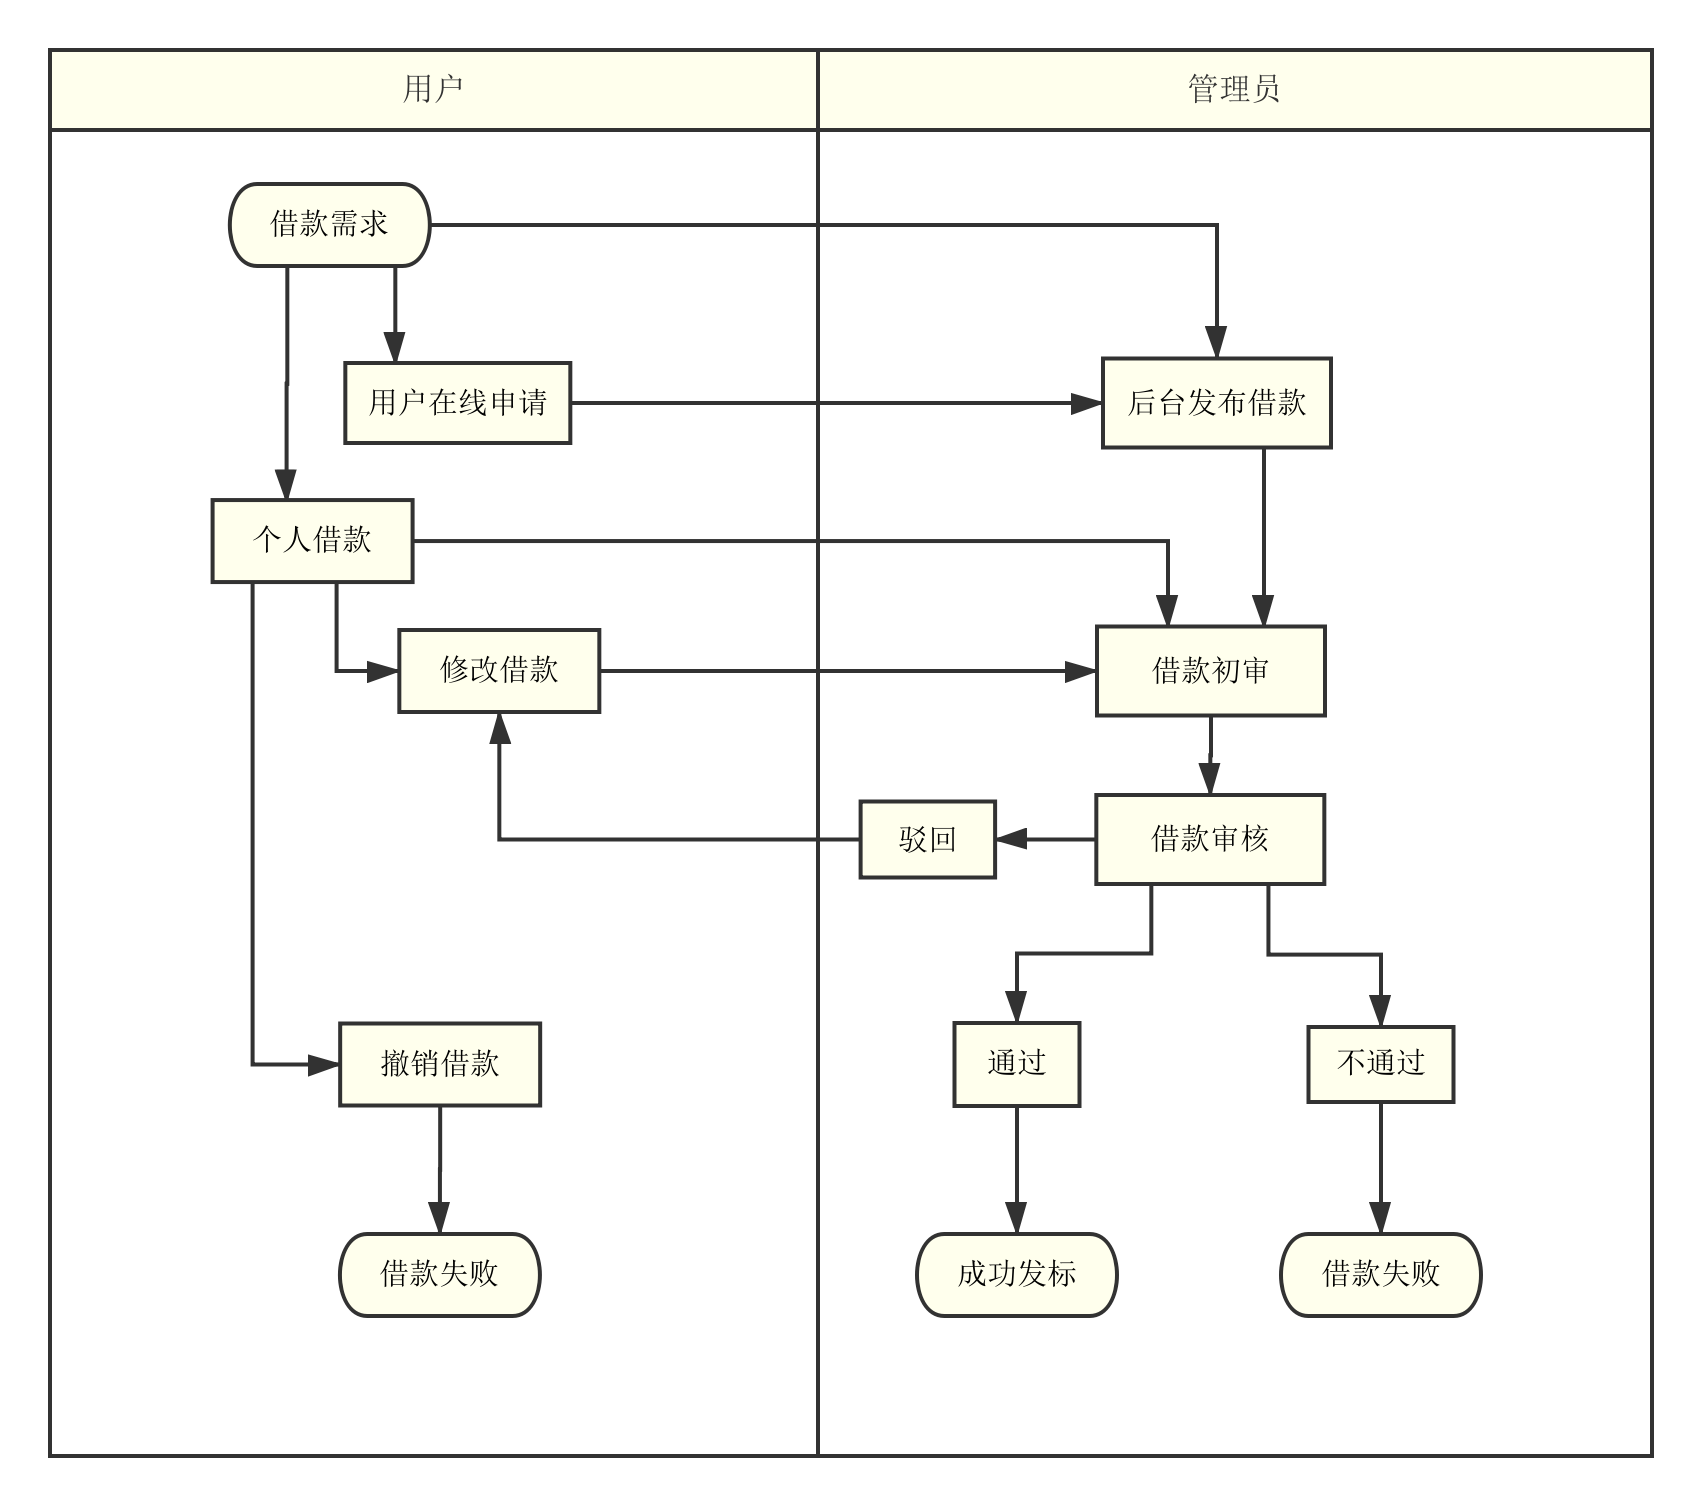 用户
管理员
借款需求
用户在线申请
后台发布借款
个人借款
修改借款
借款初审
驳回
借款审核
撤销借款
通过
不通过
借款失败
成功发标
借款失败